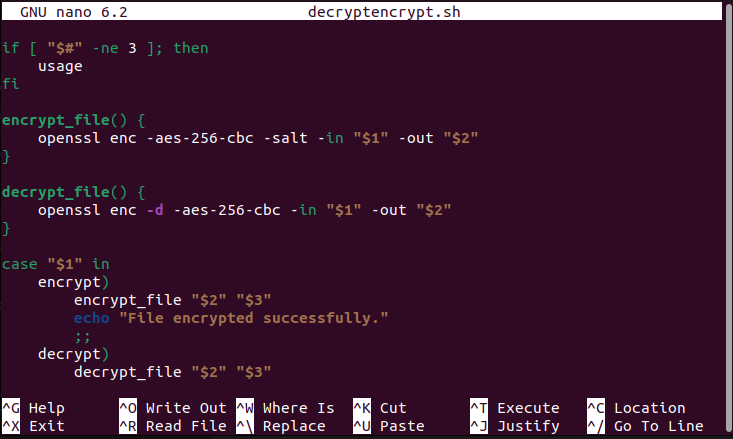 GNU nano 6.2 decryptencrypt.sh
if [ "$#" -ne 3 ]; then
    usage
fi
encrypt_file() {
    openssl enc -aes-256-cbc -salt -in "$1" -out "$2"
}
decrypt_file() {
    openssl enc -d -aes-256-cbc -in "$1" -out "$2"
}
case "$1" in
    encrypt)
        encrypt_file "$2" "$3"
        echo "File encrypted successfully."
        ;;
    decrypt)
        decrypt_file "$2" "$3"
^G Help ^O Write Out ^W Where Is ^K Cut ^T Execute ^C Location
^X Exit ^R Read File ^\ Replace ^U Paste ^J Justify ^/ Go To Line